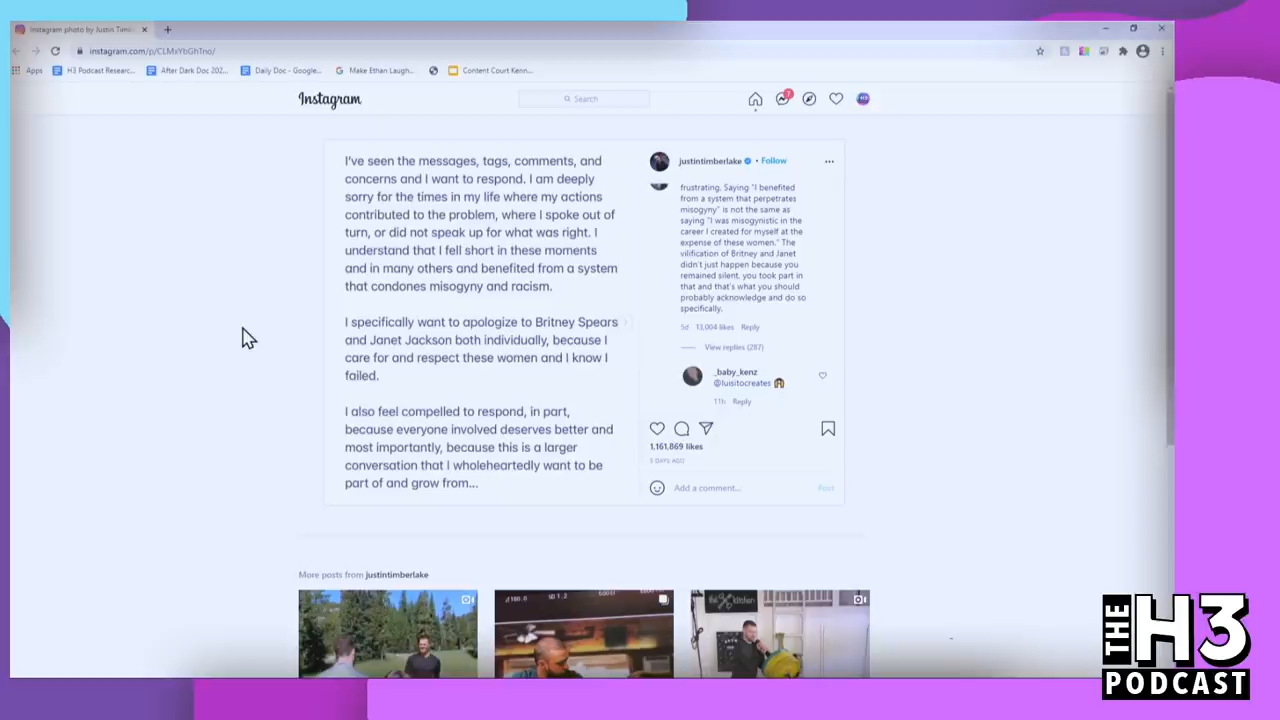 Instagram photo by Justin Timb
instagram.com/p/CLMxYbGhTno/
Apps
H3 Podcast Researc...
After Dark Doc 202...
Daily Doc - Google...
Make Ethan Laugh...
Content Court Kenn...
Instagram
Search
7
I've seen the messages, tags, comments, and
concerns and I want to respond. I am deeply
sorry for the times in my life where my actions
contributed to the problem, where I spoke out of
turn, or did not speak up for what was right. I
understand that I fell short in these moments
and in many others and benefited from a system
that condones misogyny and racism.
I specifically want to apologize to Britney Spears
and Janet Jackson both individually, because I
care for and respect these women and I know I
failed.
I also feel compelled to respond, in part,
because everyone involved deserves better and
most importantly, because this is a larger
conversation that I wholeheartedly want to be
part of and grow from...
justintimberlake • Follow
frustrating. Saying "I benefited
from a system that perpetrates
misogyny" is not the same as
saying "I was misogynistic in the
career I created for myself at the
expense of these women." The
vilification of Britney and Janet
didn't just happen because you
remained silent, you took part in
that and that's what you should
probably acknowledge and do so
specifically.
5d 13,004 likes Reply
View replies (287)
_baby_kenz
@luisitocreates
11h Reply
1,161,869 likes
5 DAYS AGO
Add a comment...
Post
More posts from justintimberlake
THE H3
PODCAST